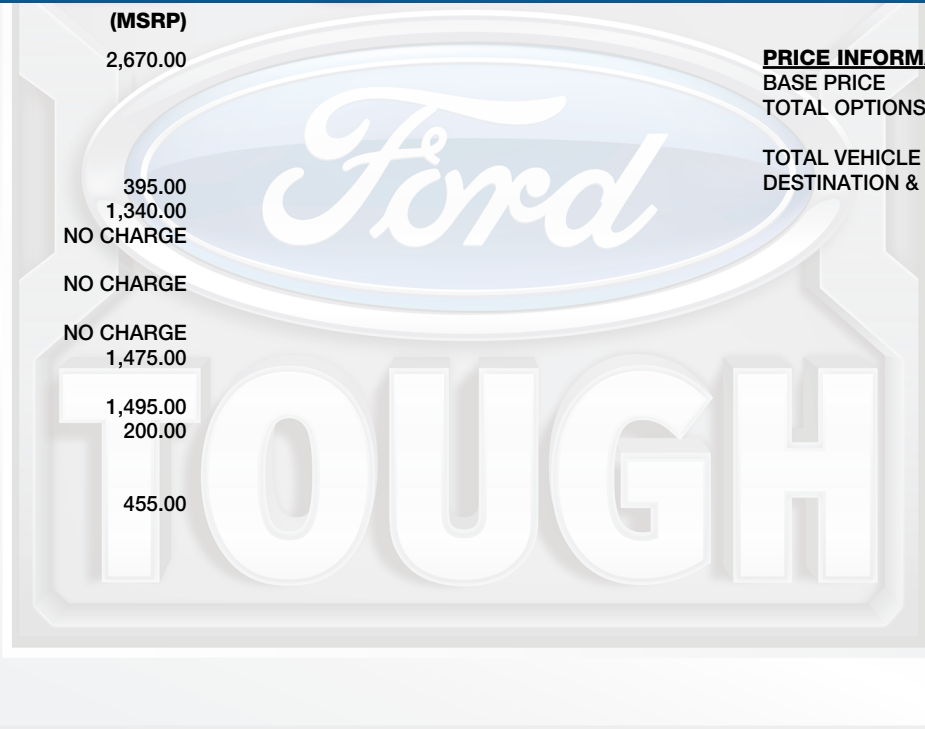 (MSRP)
2,670.00
395.00
1,340.00
NO CHARGE
NO CHARGE
NO CHARGE
1,475.00
1,495.00
200.00
455.00
PRICE INFORMA
BASE PRICE
TOTAL OPTIONS
TOTAL VEHICLE
DESTINATION &
Ford
TOUGH